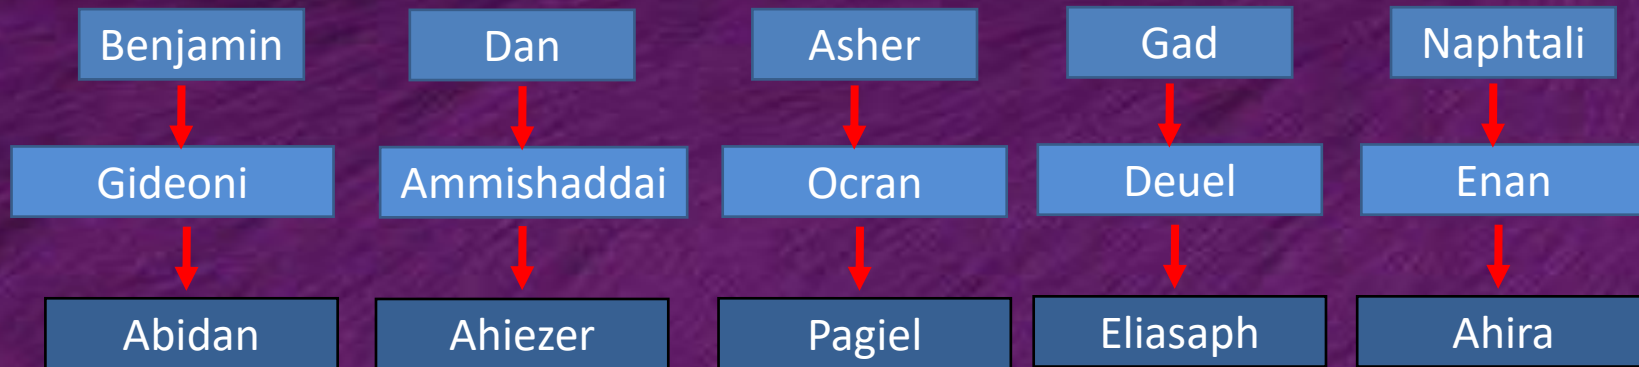 Benjamin Dan Asher Gad Naphtali
Gideoni Ammishaddai Ocran Deuel Enan
Abidan Ahiezer Pagiel Eliasaph Ahira